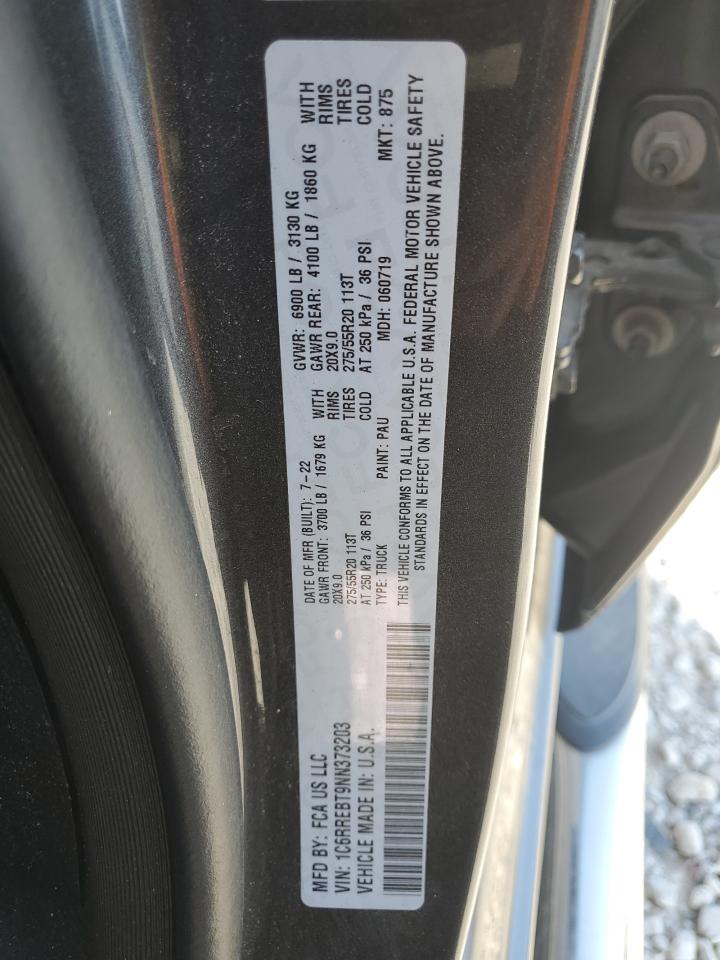 MFD BY: FCA US LLC
DATE OF MFR (BUILT): 7-22
GVWR: 6900 LB / 3130 KG
GAWR FRONT: 3700 LB / 1679 KG WITH
GAWR REAR: 4100 LB / 1860 KG WITH
20X9.0 RIMS
20X9.0 RIMS
275/55R20 113T TIRES
275/55R20 113T TIRES
AT 250 kPa / 36 PSI COLD
AT 250 kPa / 36 PSI COLD
VIN: 1C6RREBT9NN373203
TYPE: TRUCK PAINT: PAU MDH: 060719 MKT: 875
VEHICLE MADE IN: U.S.A.
THIS VEHICLE CONFORMS TO ALL APPLICABLE U.S.A. FEDERAL MOTOR VEHICLE SAFETY
STANDARDS IN EFFECT ON THE DATE OF MANUFACTURE SHOWN ABOVE.